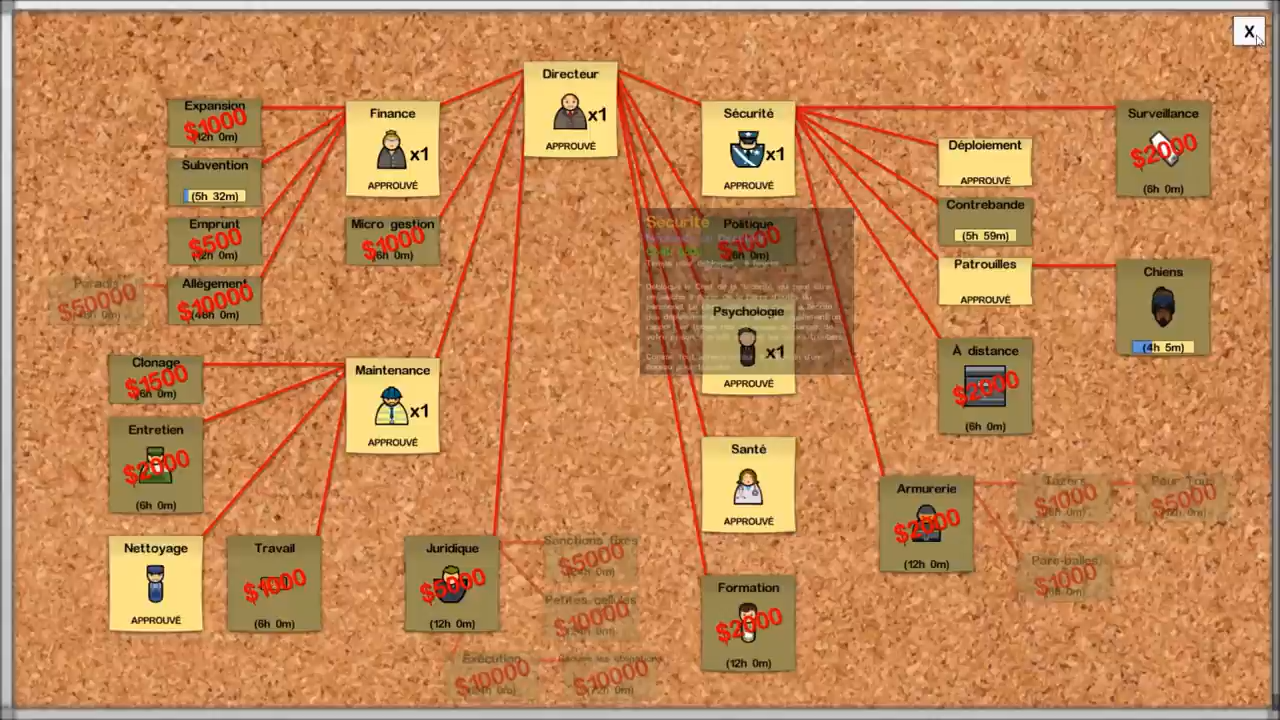 X
Directeur
x1
APPROUVÉ
Expansion
$1000
(12h 0m)
Finance
x1
APPROUVÉ
Sécurité
x1
APPROUVÉ
Surveillance
$2000
(6h 0m)
Déploiement
APPROUVÉ
Subvention
(5h 32m)
Contrebande
(5h 59m)
Emprunt
$500
Micro gestion
$1000
(6h 0m)
Sécurité
Politique
$1000
(6h 0m)
Patrouilles
APPROUVÉ
Chiens
(4h 5m)
Allègement
$10000
(48h 0m)
Paradis
$50000
Psychologie
x1
APPROUVÉ
À distance
$2000
(6h 0m)
Clonage
$1500
(6h 0m)
Maintenance
x1
APPROUVÉ
Entretien
$2000
(6h 0m)
Santé
APPROUVÉ
Armurerie
$2000
(12h 0m)
Tazers
$1000
(6h 0m)
Pour Tous
$5000
Pare-balles
$1000
Nettoyage
APPROUVÉ
Travail
$1000
(6h 0m)
Juridique
$5000
(12h 0m)
Sanctions fixes
$5000
Petites cellules
$10000
Formation
$2000
(12h 0m)
Exécution
$10000
$10000